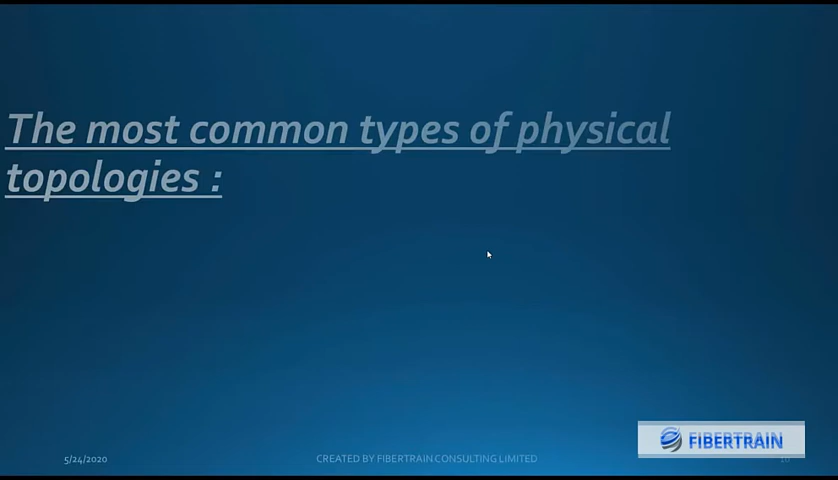 The most common types of physical
topologies :
FIBERTRAIN
5/24/2020
CREATED BY FIBERTRAIN CONSULTING LIMITED